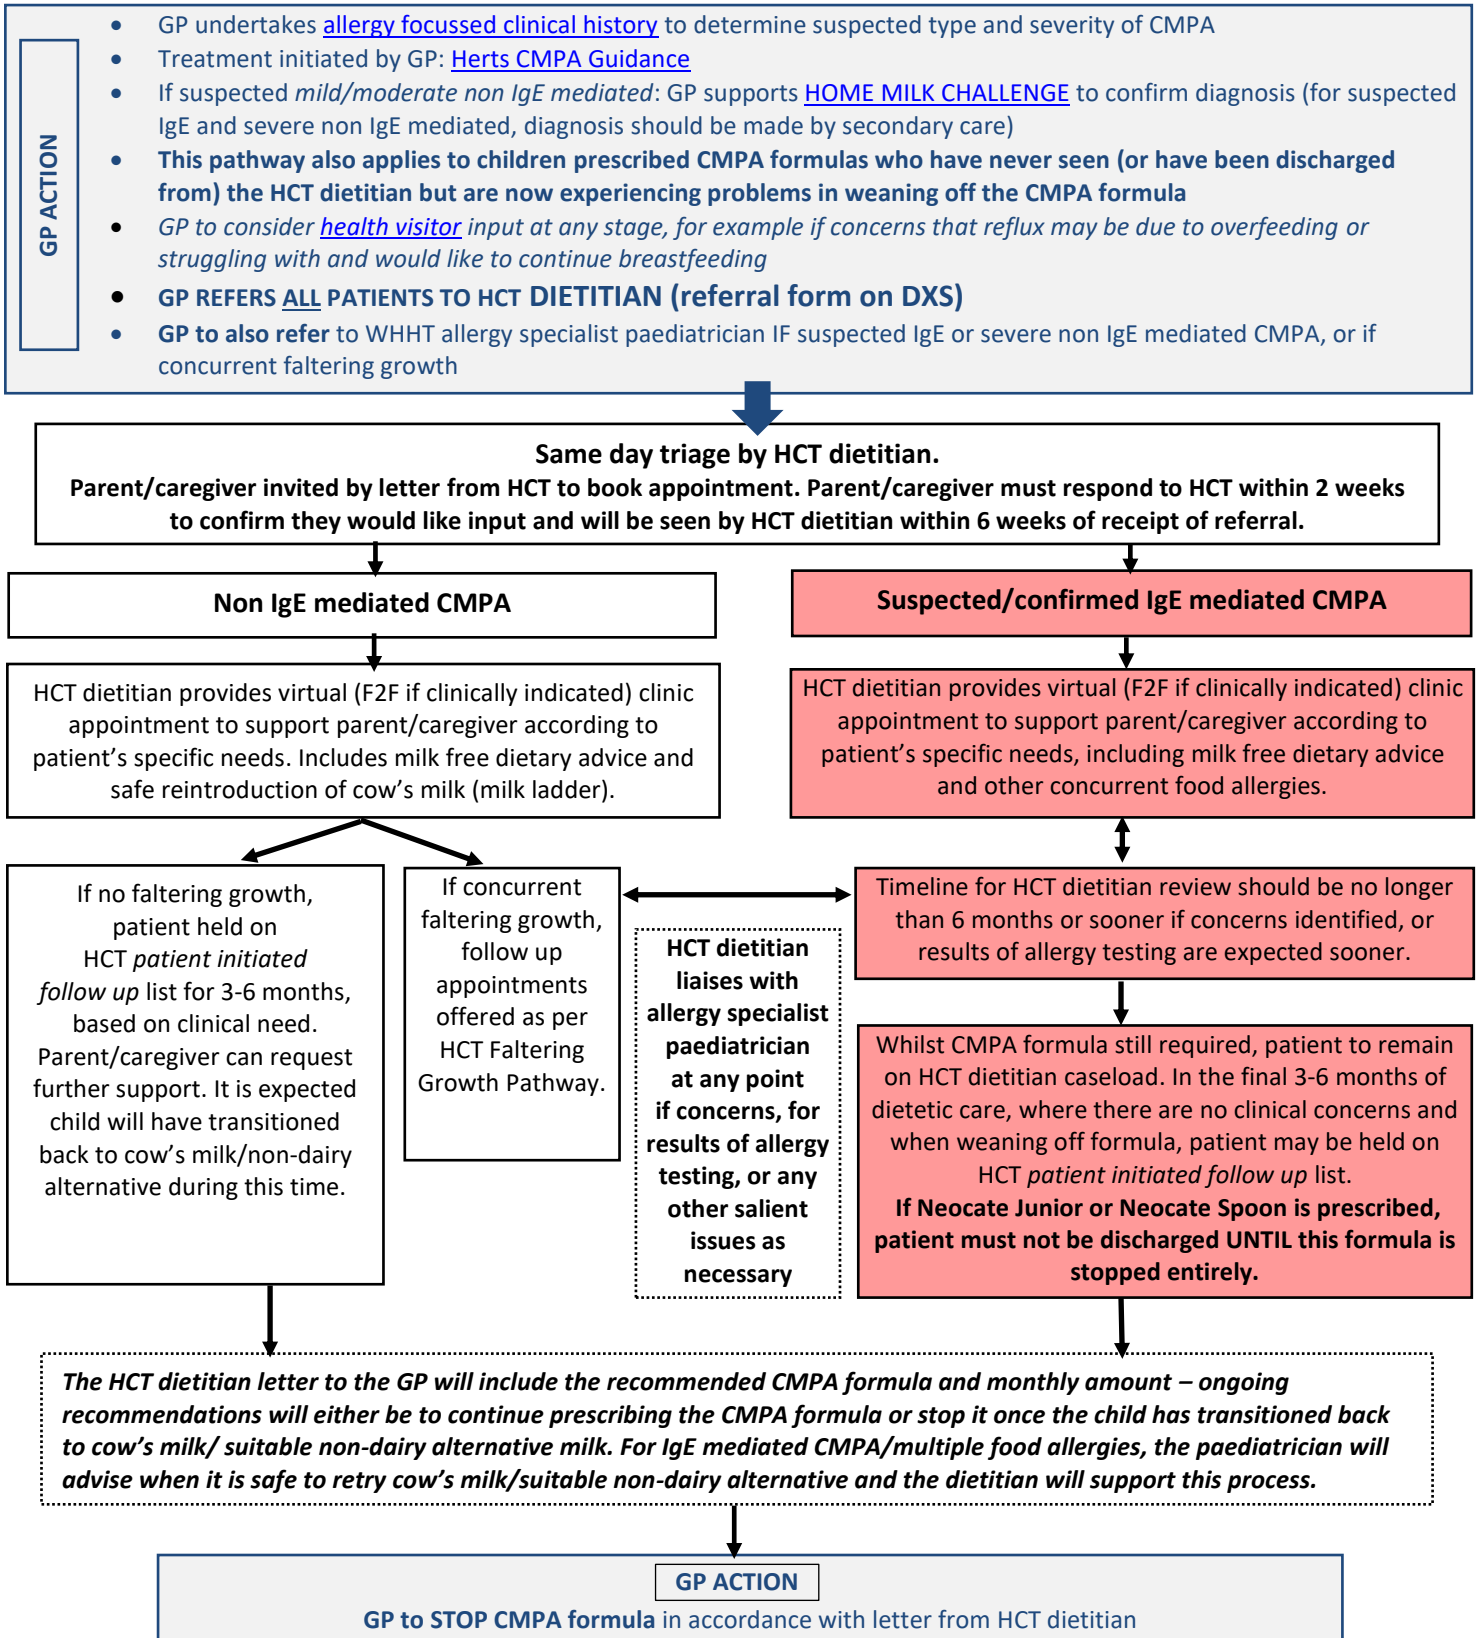 GP ACTION
GP undertakes allergy focussed clinical history to determine suspected type and severity of CMPA
Treatment initiated by GP: Herts CMPA Guidance
If suspected mild/moderate non IgE mediated: GP supports HOME MILK CHALLENGE to confirm diagnosis (for suspected
IgE and severe non IgE mediated, diagnosis should be made by secondary care)
This pathway also applies to children prescribed CMPA formulas who have never seen (or have been discharged
from) the HCT dietitian but are now experiencing problems in weaning off the CMPA formula
GP to consider health visitor input at any stage, for example if concerns that reflux may be due to overfeeding or
struggling with and would like to continue breastfeeding
GP REFERS ALL PATIENTS TO HCT DIETITIAN (referral form on DXS)
GP to also refer to WHHT allergy specialist paediatrician IF suspected IgE or severe non IgE mediated CMPA, or if
concurrent faltering growth
Same day triage by HCT dietitian.
Parent/caregiver invited by letter from HCT to book appointment. Parent/caregiver must respond to HCT within 2 weeks
to confirm they would like input and will be seen by HCT dietitian within 6 weeks of receipt of referral.
Non IgE mediated CMPA
HCT dietitian provides virtual (F2F if clinically indicated) clinic
appointment to support parent/caregiver according to
patient's specific needs. Includes milk free dietary advice and
safe reintroduction of cow's milk (milk ladder).
If no faltering growth,
patient held on
HCT patient initiated
follow up list for 3-6 months,
based on clinical need.
Parent/caregiver can request
further support. It is expected
child will have transitioned
back to cow's milk/non-dairy
alternative during this time.
If concurrent
faltering growth,
follow up
appointments
offered as per
HCT Faltering
Growth Pathway.
HCT dietitian
liaises with
allergy specialist
paediatrician
at any point
if concerns, for
results of allergy
testing, or any
other salient
issues as
necessary
Suspected/confirmed IgE mediated CMPA
HCT dietitian provides virtual (F2F if clinically indicated) clinic
appointment to support parent/caregiver according to
patient's specific needs, including milk free dietary advice
and other concurrent food allergies.
Timeline for HCT dietitian review should be no longer
than 6 months or sooner if concerns identified, or
results of allergy testing are expected sooner.
Whilst CMPA formula still required, patient to remain
on HCT dietitian caseload. In the final 3-6 months of
dietetic care, where there are no clinical concerns and
when weaning off formula, patient may be held on
HCT patient initiated follow up list.
If Neocate Junior or Neocate Spoon is prescribed,
patient must not be discharged UNTIL this formula is
stopped entirely.
The HCT dietitian letter to the GP will include the recommended CMPA formula and monthly amount – ongoing
recommendations will either be to continue prescribing the CMPA formula or stop it once the child has transitioned back
to cow's milk/ suitable non-dairy alternative milk. For IgE mediated CMPA/multiple food allergies, the paediatrician will
advise when it is safe to retry cow's milk/suitable non-dairy alternative and the dietitian will support this process.
GP ACTION
GP to STOP CMPA formula in accordance with letter from HCT dietitian